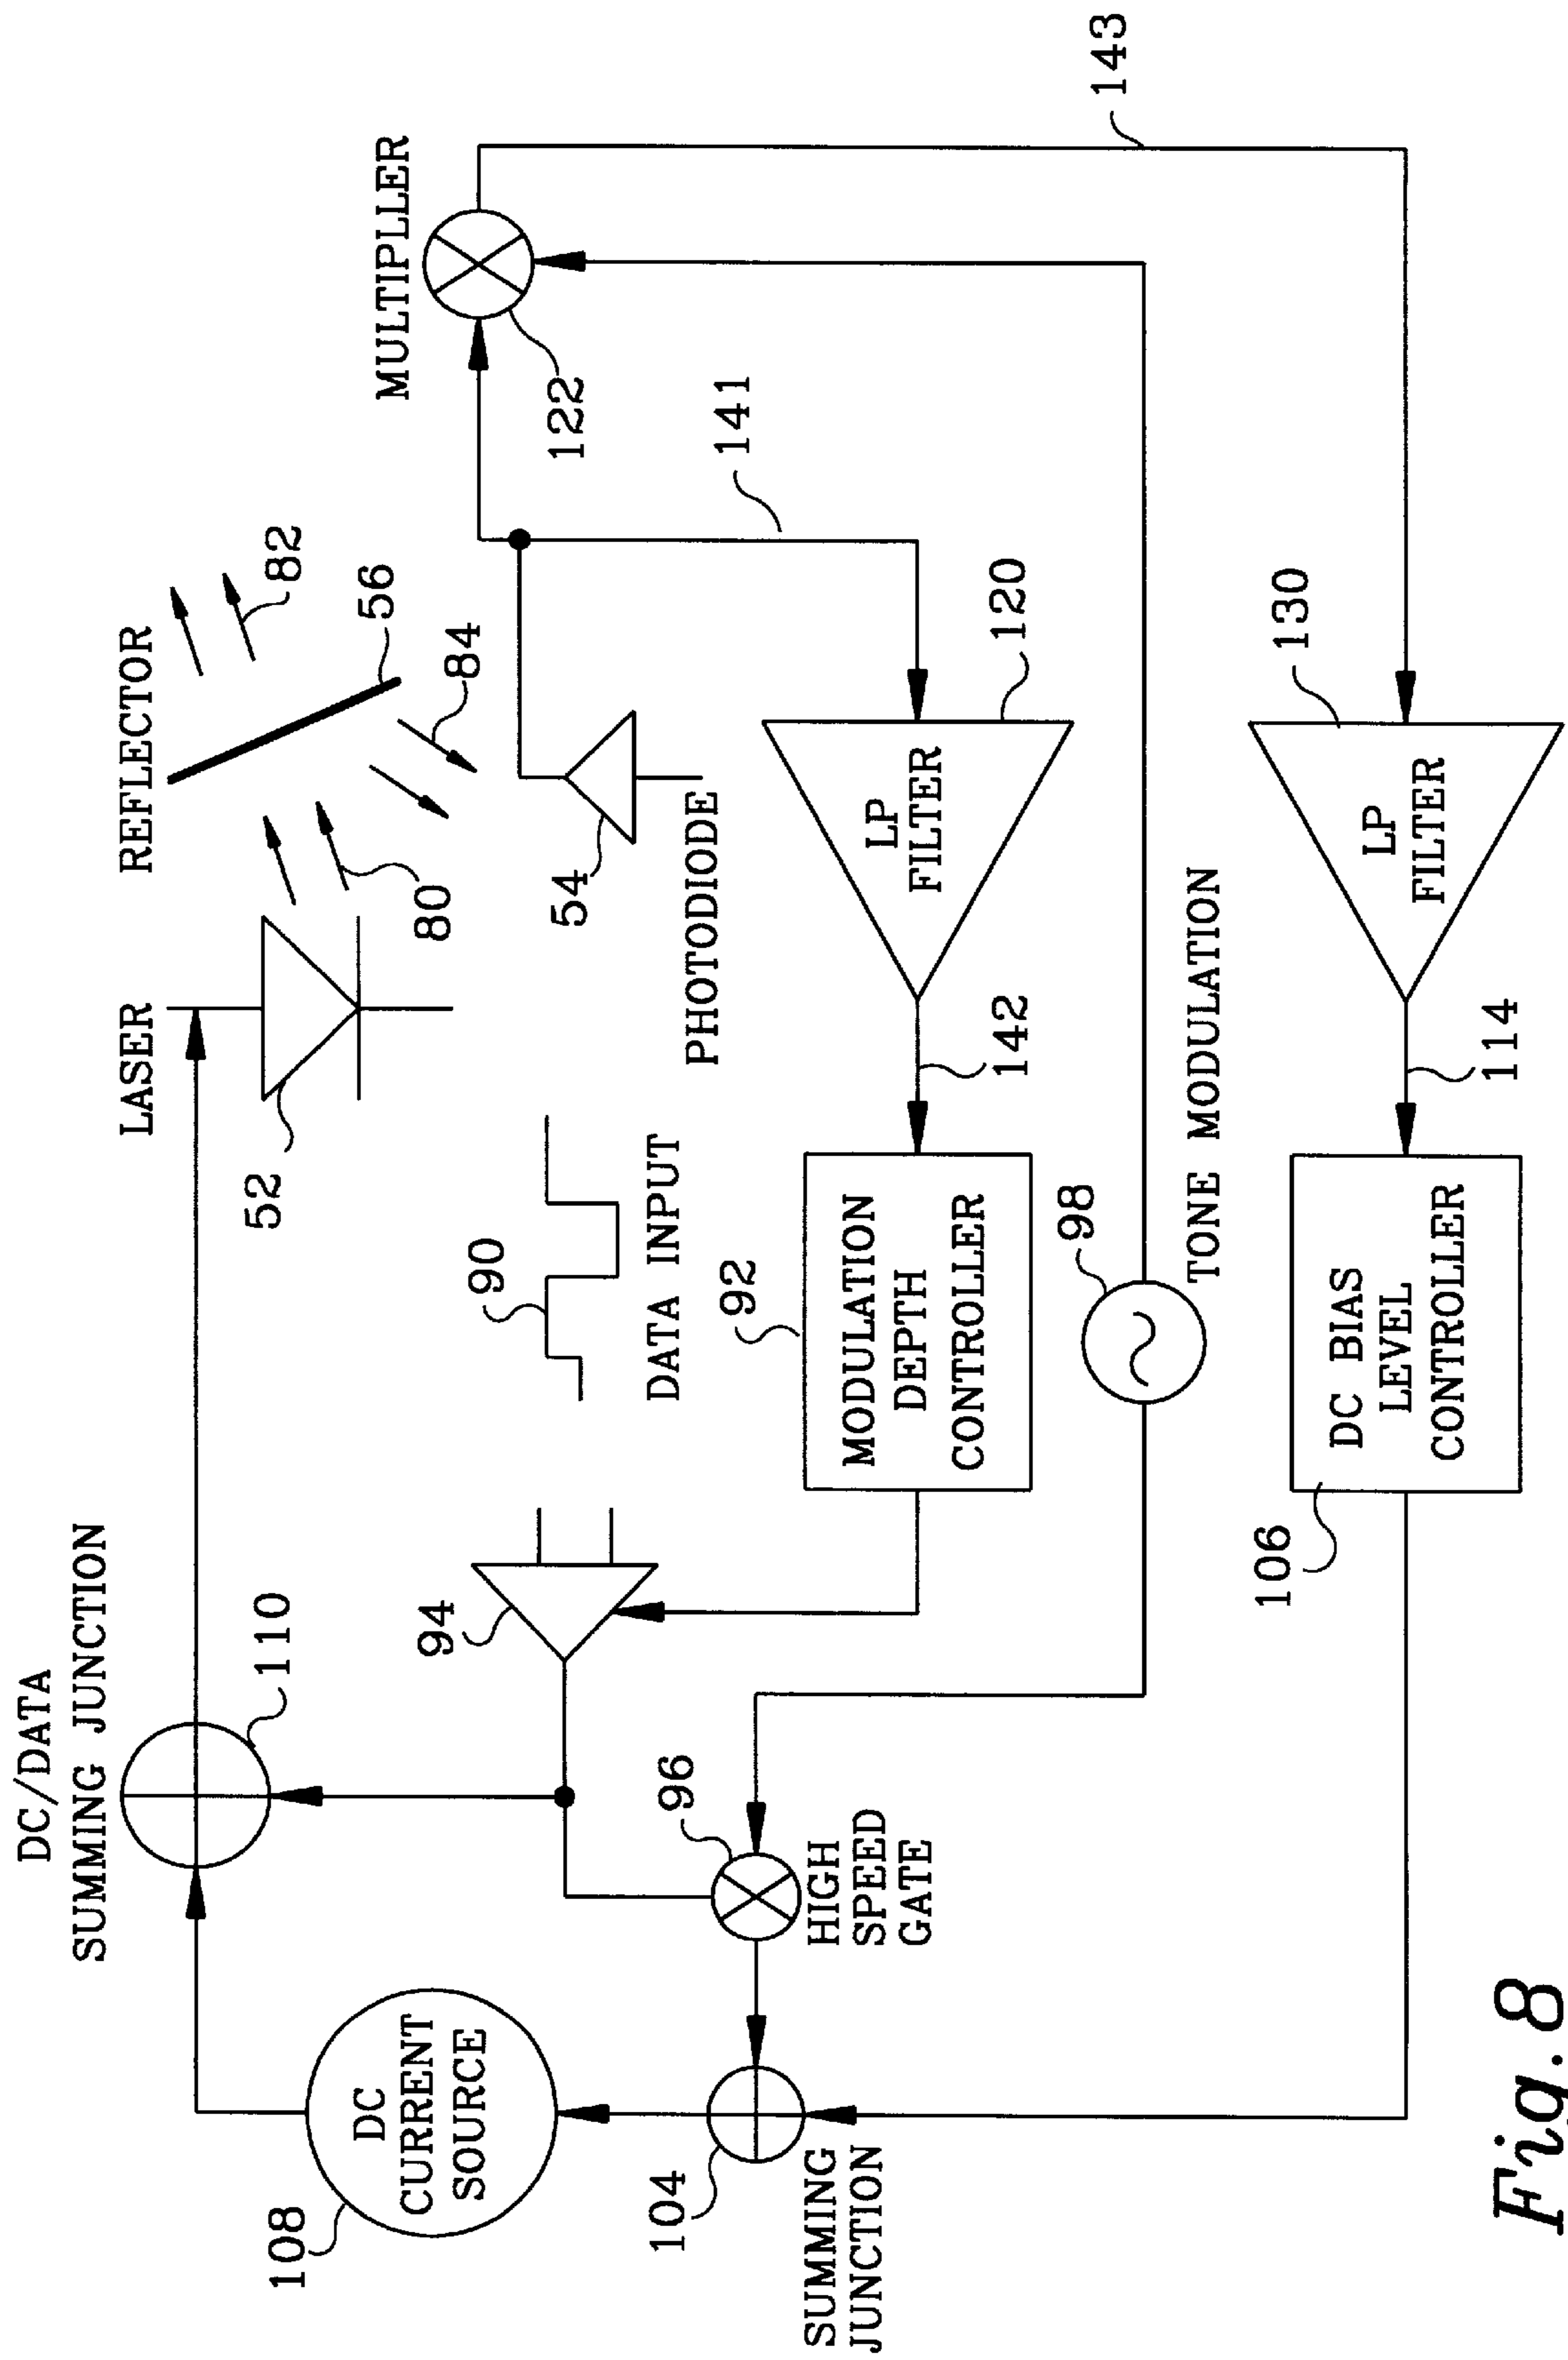 DC/DATA
SUMMING JUNCTION
110
LASER
52
REFLECTOR
80
82
56
84
MULTIPLIER
122
143
108
DC
CURRENT
SOURCE
94
90
DATA INPUT
54
PHOTODIODE
141
96
HIGH
SPEED
GATE
104
SUMMING
JUNCTION
92
MODULATION
DEPTH
CONTROLLER
142
LP
FILTER
120
98
TONE MODULATION
106
DC BIAS
LEVEL
CONTROLLER
114
LP
FILTER
130
Fig.8